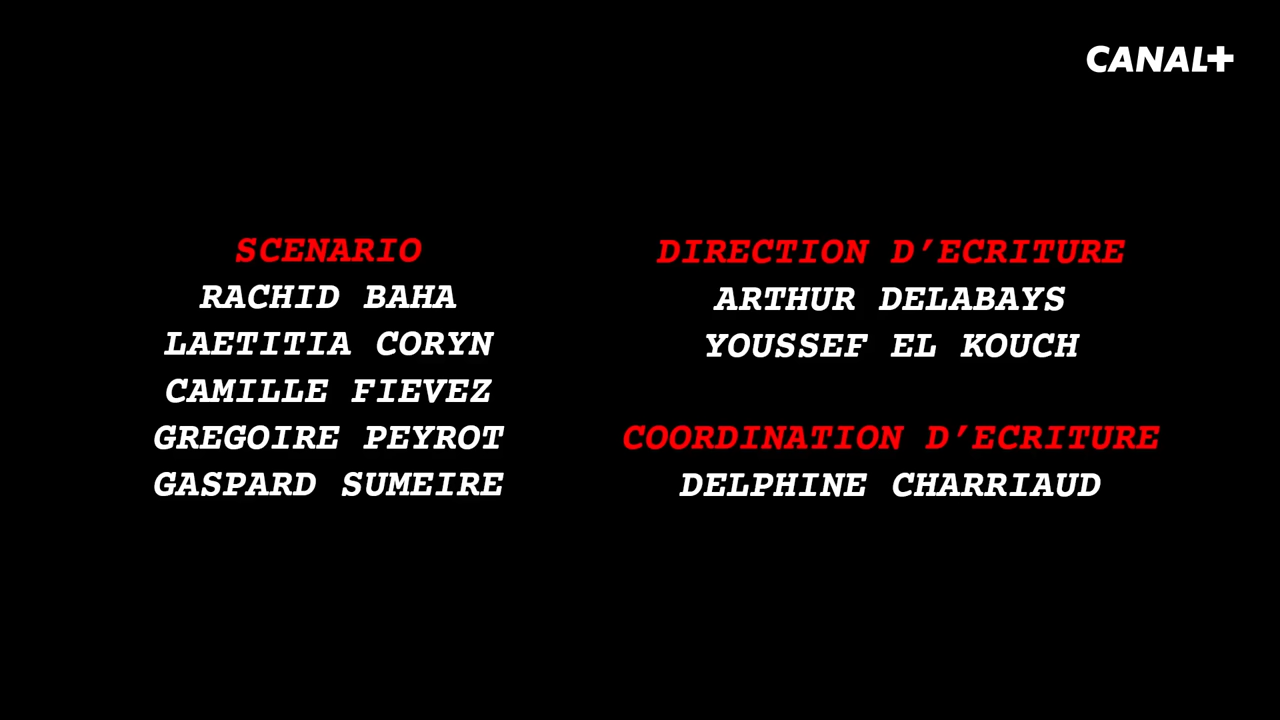 CANAL+
SCENARIO
RACHID BAHA
LAETITIA CORYN
CAMILLE FIEVEZ
GREGOIRE PEYROT
GASPARD SUMEIRE
DIRECTION D’ECRITURE
ARTHUR DELABAYS
YOUSSEF EL KOUCH
COORDINATION D’ECRITURE
DELPHINE CHARRIAUD